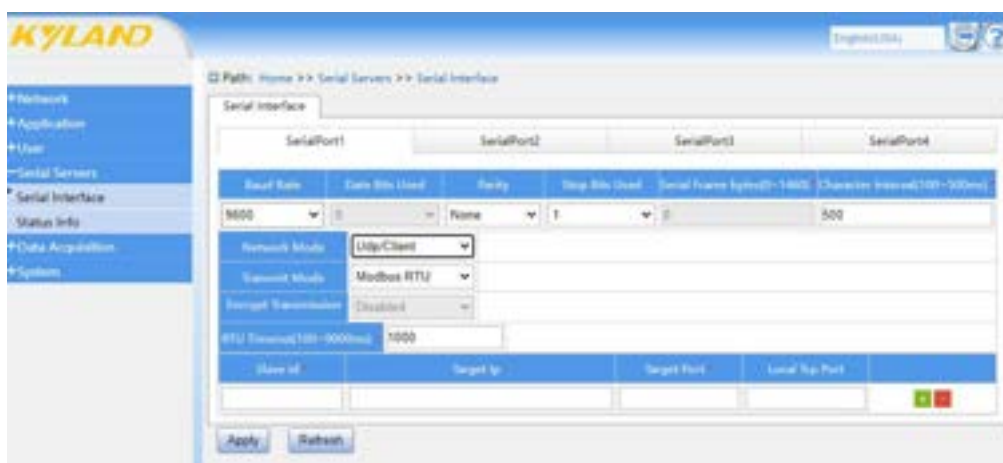 KYLAND
English(USA)
Path: Home >> Serial Servers >> Serial Interface
+Network
+Application
+User
−Serial Servers
Serial Interface
Status Info
+Data Acquisition
+System
Serial Interface
SerialPort1 SerialPort2 SerialPort3 SerialPort4
Baud Rate Data Bits Used Parity Stop Bits Used Serial Frame bytes(0~1460) Character Interval(100~500ms)
9600 None 1 500
Network Mode Udp/Client
Transmit Mode Modbus RTU
Encrypt Transmission Disabled
RTU Timeout(100~9000ms) 1000
Slave id Target Ip Target Port Local Tcp Port
Apply Refresh